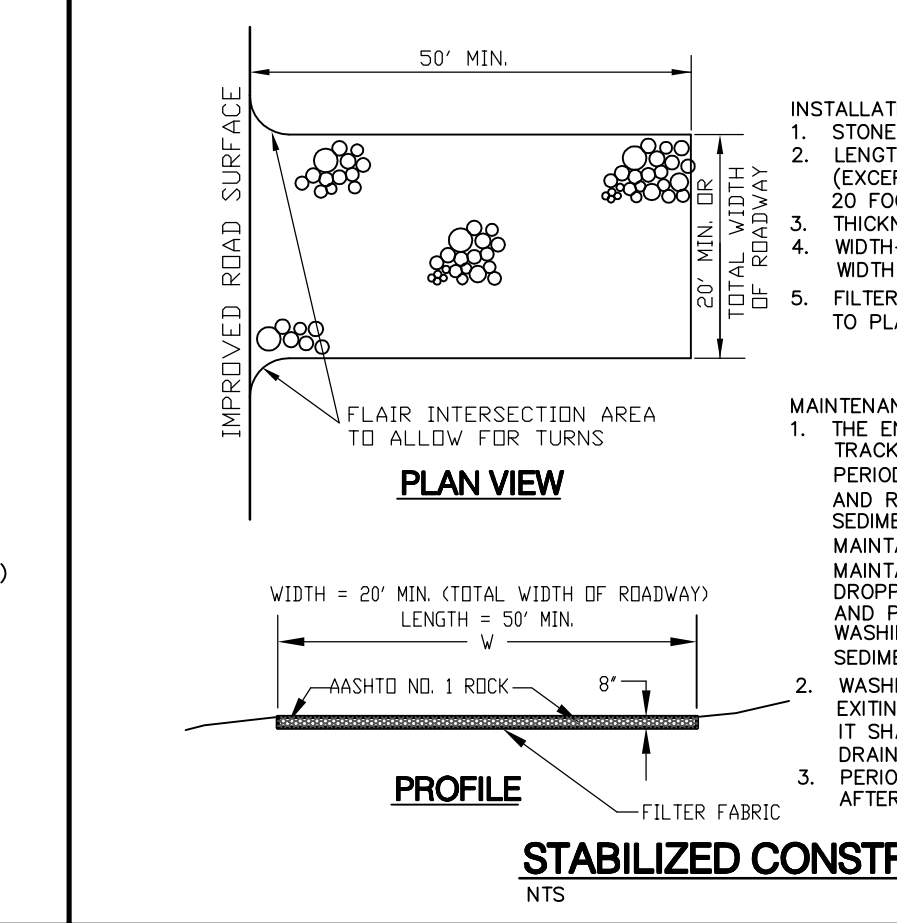 50' MIN.
IMPROVED ROAD SURFACE
20' MIN. OR
TOTAL WIDTH
OF ROADWAY
FLAIR INTERSECTION AREA
TO ALLOW FOR TURNS
PLAN VIEW
WIDTH = 20' MIN. (TOTAL WIDTH OF ROADWAY)
LENGTH = 50' MIN.
W
AASHTO NO. 1 ROCK
8"
PROFILE
FILTER FABRIC
)
INSTALLAT
1. STONE
2. LENGT
(EXCEP
20 FOO
3. THICKN
4. WIDTH-
WIDTH
5. FILTER
TO PLA
MAINTENAN
1. THE EN
TRACK
PERIOD
AND R
SEDIME
MAINTA
MAINTA
DROPP
AND P
WASHI
SEDIME
2. WASHI
EXITIN
IT SHA
DRAIN
3. PERIO
AFTER
STABILIZED CONSTR
NTS